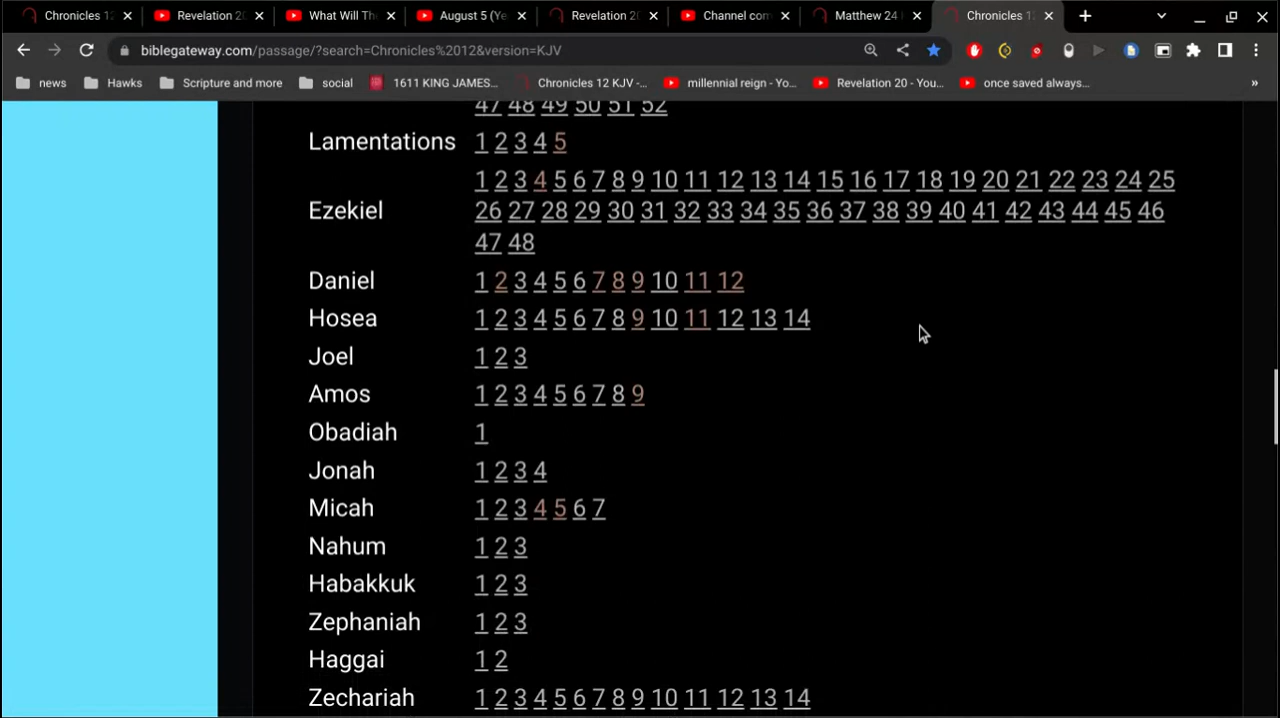 Chronicles 12
Revelation 20
What Will The
August 5 (Ye
Revelation 20
Channel com
Matthew 24
Chronicles 12
biblegateway.com/passage/?search=Chronicles%2012&version=KJV
news
Hawks
Scripture and more
social
1611 KING JAMES...
Chronicles 12 KJV -...
millennial reign - Yo...
Revelation 20 - You...
once saved always...
»
47 48 49 50 51 52
Lamentations 1 2 3 4 5
1 2 3 4 5 6 7 8 9 10 11 12 13 14 15 16 17 18 19 20 21 22 23 24 25
Ezekiel 26 27 28 29 30 31 32 33 34 35 36 37 38 39 40 41 42 43 44 45 46
47 48
Daniel 1 2 3 4 5 6 7 8 9 10 11 12
Hosea 1 2 3 4 5 6 7 8 9 10 11 12 13 14
Joel 1 2 3
Amos 1 2 3 4 5 6 7 8 9
Obadiah 1
Jonah 1 2 3 4
Micah 1 2 3 4 5 6 7
Nahum 1 2 3
Habakkuk 1 2 3
Zephaniah 1 2 3
Haggai 1 2
Zechariah 1 2 3 4 5 6 7 8 9 10 11 12 13 14